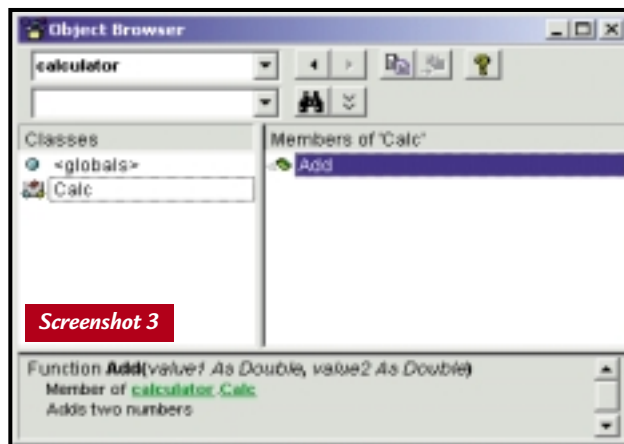 Object Browser
calculator
Classes
Members of 'Calc'
<globals>
Add
Calc
Screenshot 3
Function Add(value1 As Double, value2 As Double)
Member of calculator.Calc
Adds two numbers